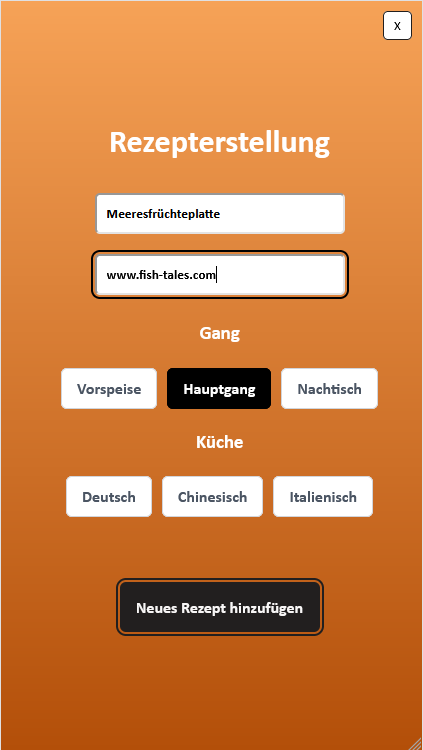 X
Rezepterstellung
Meeresfrüchteplatte
www.fish-tales.com
Gang
Vorspeise Hauptgang Nachtisch
Küche
Deutsch Chinesisch Italienisch
Neues Rezept hinzufügen